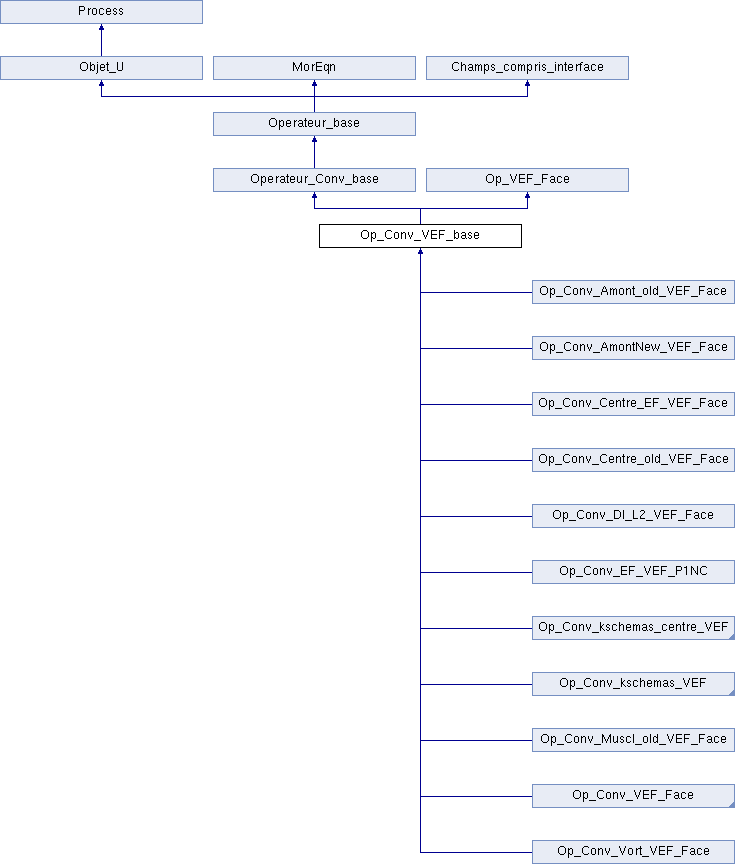 Process
Objet_U
MorEqn
Champs_compris_interface
Operateur_base
Operateur_Conv_base
Op_VEF_Face
Op_Conv_VEF_base
Op_Conv_Amont_old_VEF_Face
Op_Conv_AmontNew_VEF_Face
Op_Conv_Centre_EF_VEF_Face
Op_Conv_Centre_old_VEF_Face
Op_Conv_DI_L2_VEF_Face
Op_Conv_EF_VEF_P1NC
Op_Conv_kschemas_centre_VEF
Op_Conv_kschemas_VEF
Op_Conv_Muscl_old_VEF_Face
Op_Conv_VEF_Face
Op_Conv_Vort_VEF_Face